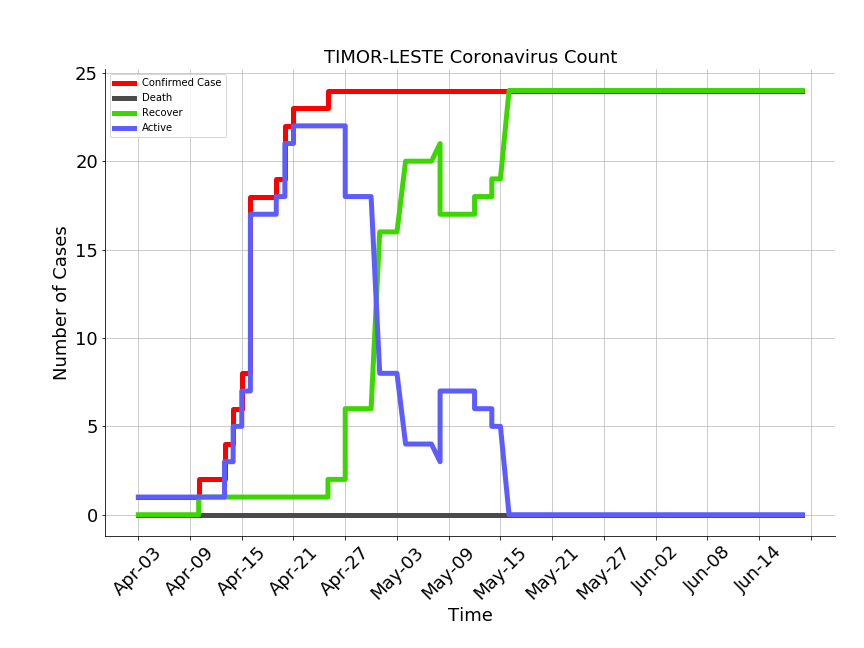 TIMOR-LESTE Coronavirus Count
Confirmed Case
Death
Recover
Active
Number of Cases
25
20
15
10
5
0
Apr-03
Apr-09
Apr-15
Apr-21
Apr-27
May-03
May-09
May-15
May-21
May-27
Jun-02
Jun-08
Jun-14
Time